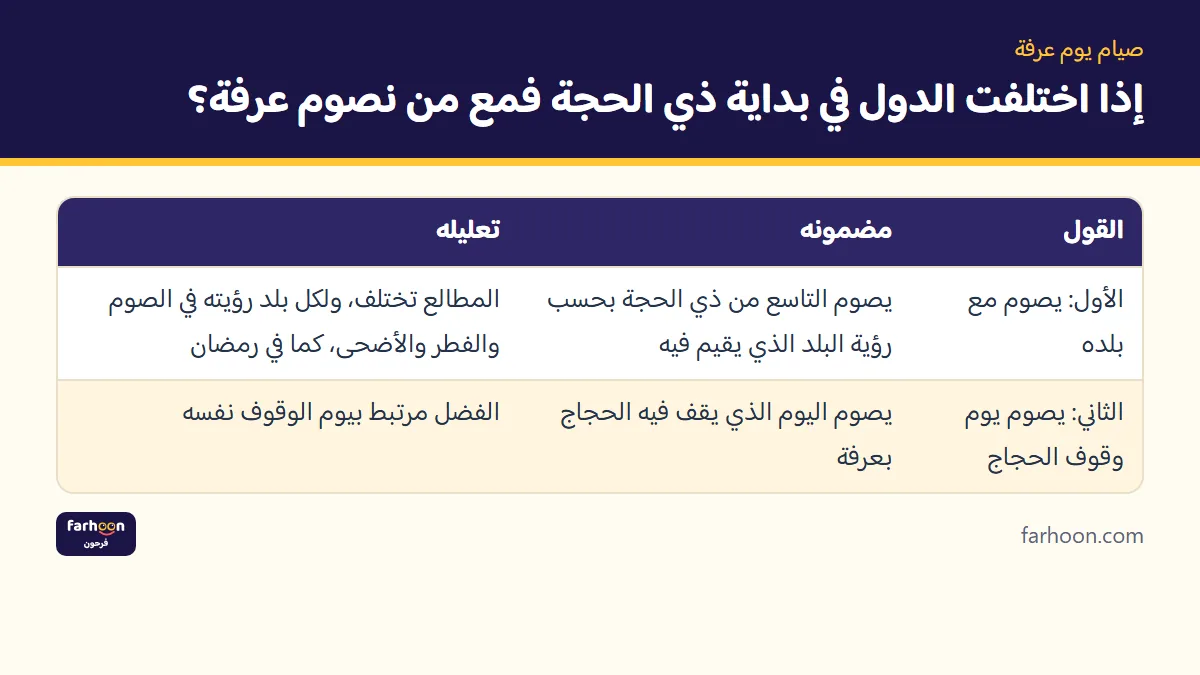 صيام يوم عرفة
إذا اختلفت الدول في بداية ذي الحجة فمع من نصوم عرفة؟
القول
مضمونه
تعليله
الأول: يصوم مع
بلده
يصوم التاسع من ذي الحجة بحسب
رؤية البلد الذي يقيم فيه
المطالع تختلف، ولكل بلد رؤيته في الصوم
والفطر والأضحى، كما في رمضان
الثاني: يصوم يوم
وقوف الحجاج
يصوم اليوم الذي يقف فيه الحجاج
بعرفة
الفضل مرتبط بيوم الوقوف نفسه
farhoon.com
farhoon
فرحون